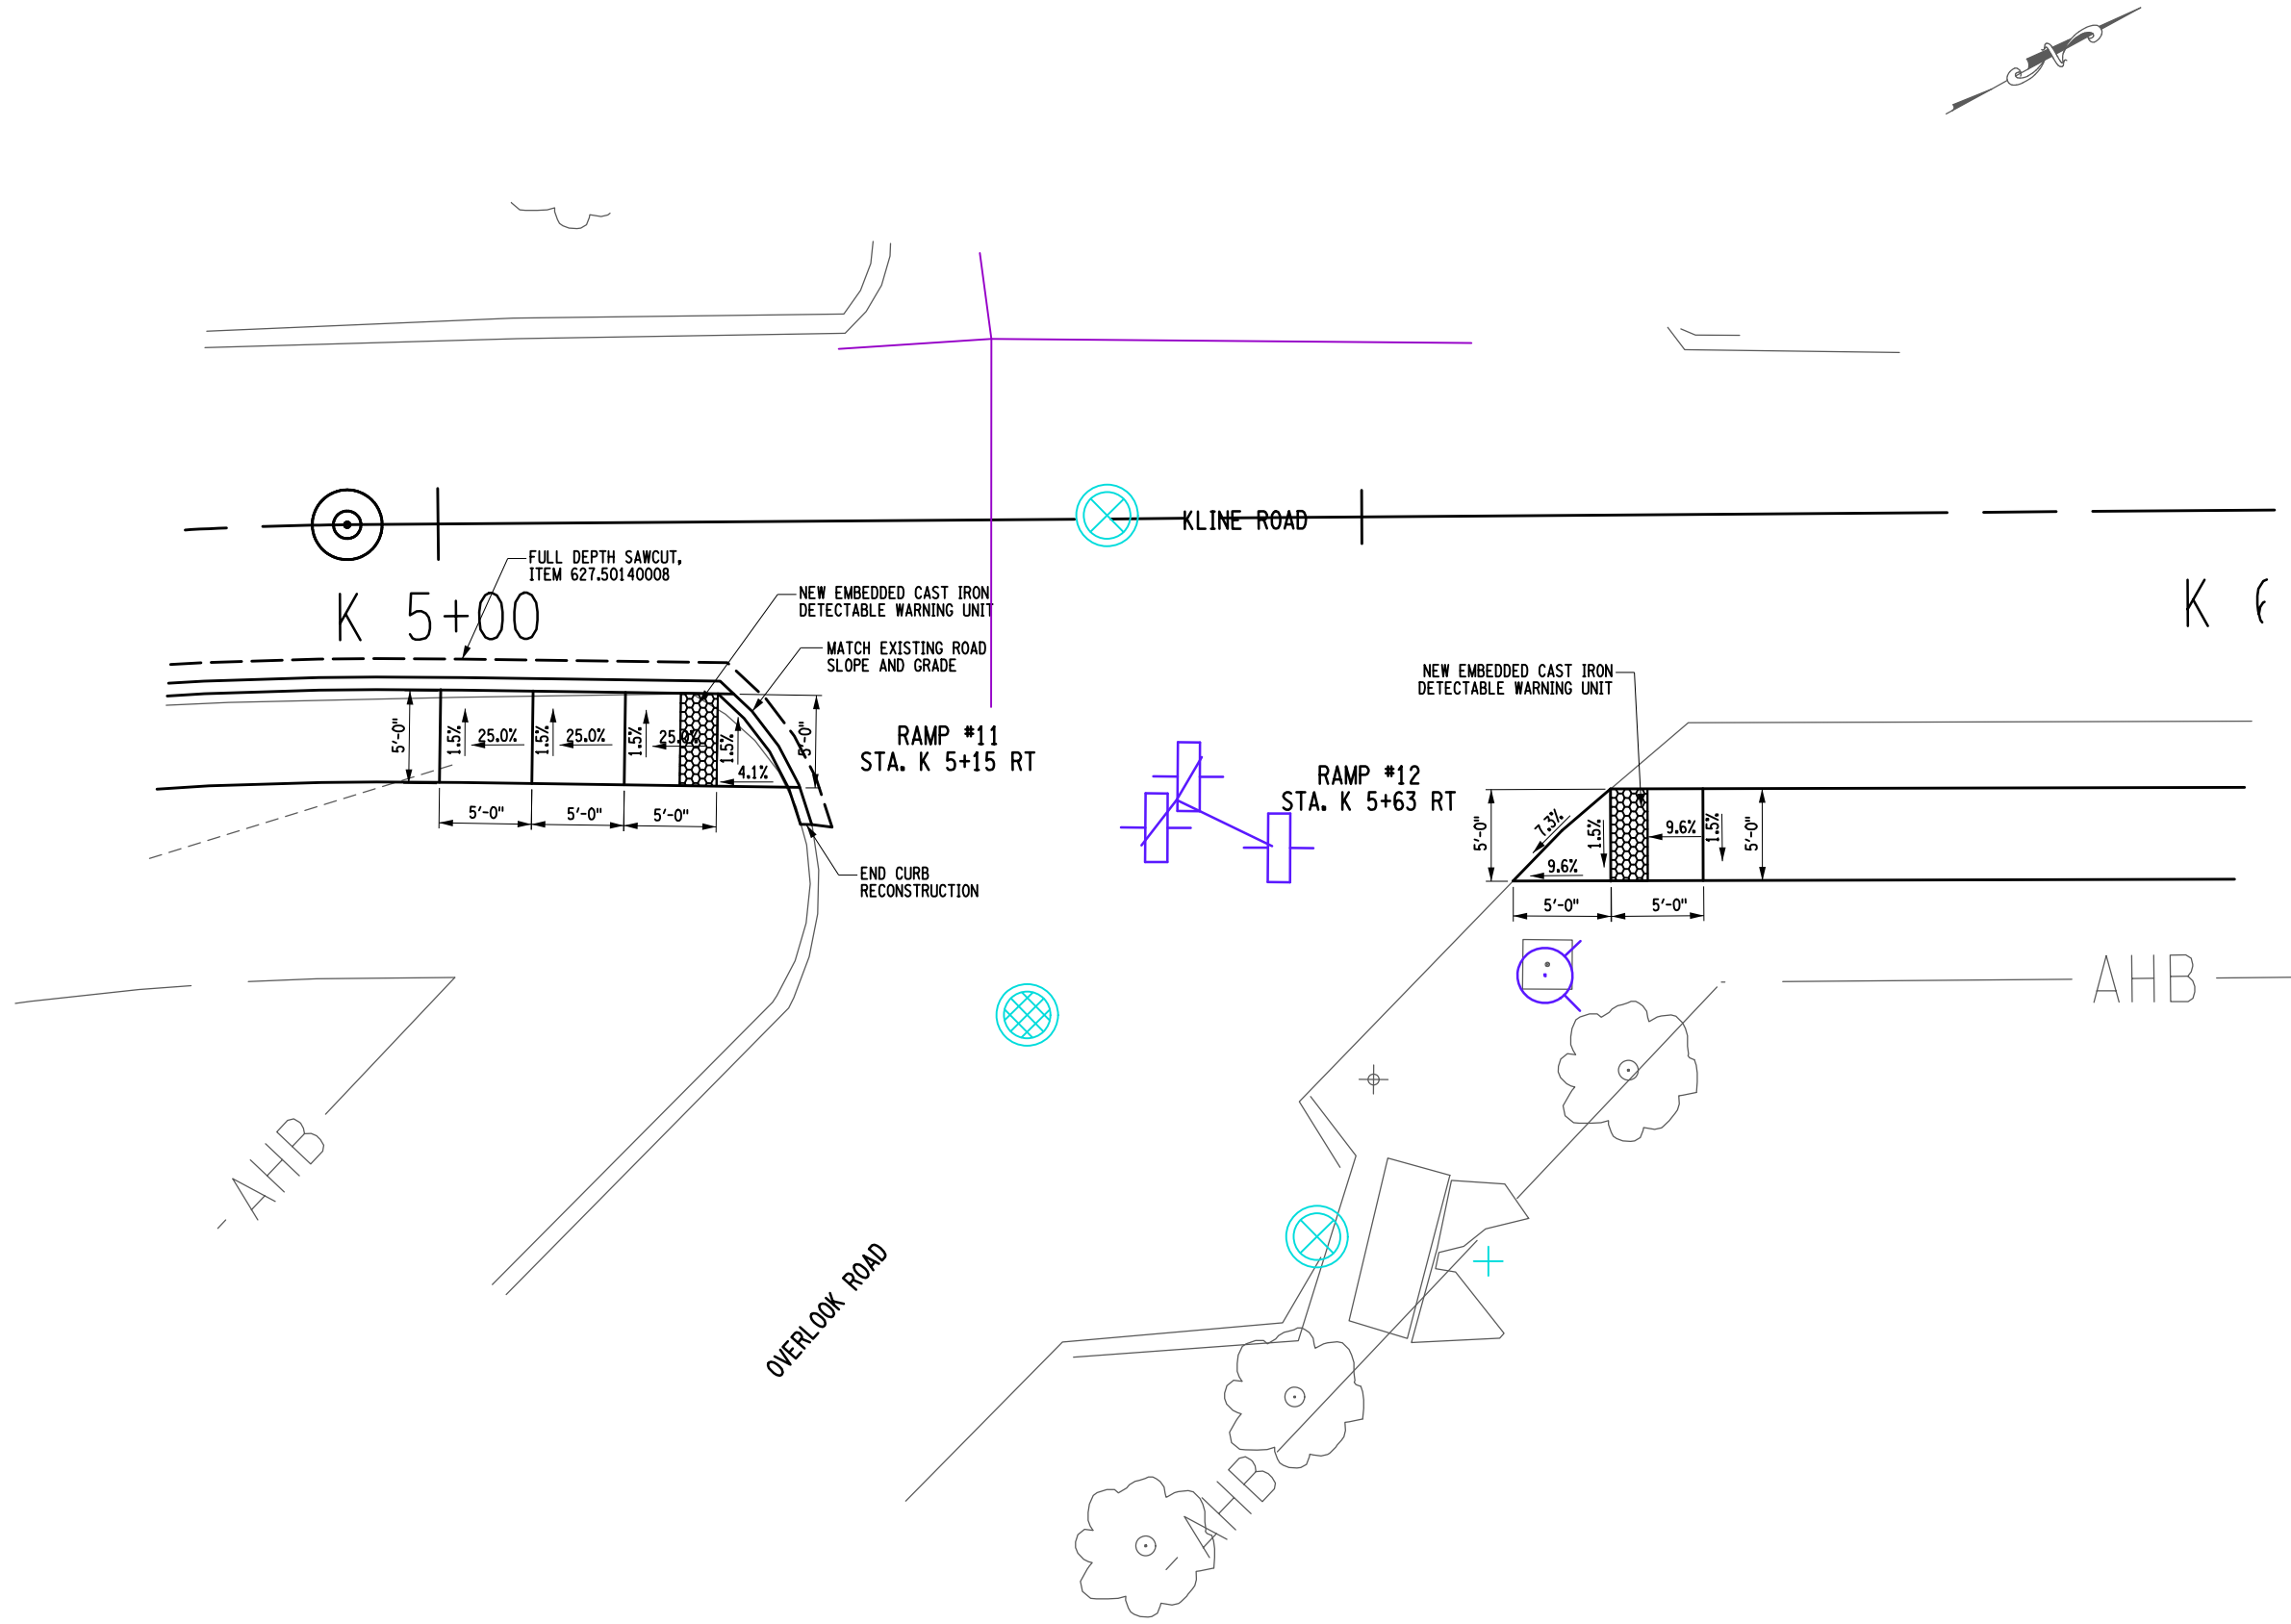 KLINE ROAD
FULL DEPTH SAWCUT,
ITEM 627.50140008
K 5+00
K 6
NEW EMBEDDED CAST IRON
DETECTABLE WARNING UNIT
MATCH EXISTING ROAD
SLOPE AND GRADE
5'-0"
1.5%
25.0%
1.5%
25.0%
1.5%
25.0%
1.5%
4.1%
5'-0"
5'-0"
5'-0"
5'-0"
RAMP #11
STA. K 5+15 RT
END CURB
RECONSTRUCTION
NEW EMBEDDED CAST IRON
DETECTABLE WARNING UNIT
RAMP #12
STA. K 5+63 RT
5'-0"
7.3%
9.6%
1.5%
9.6%
1.5%
5'-0"
5'-0"
5'-0"
AHB
AHB
OVERLOOK ROAD
AHB